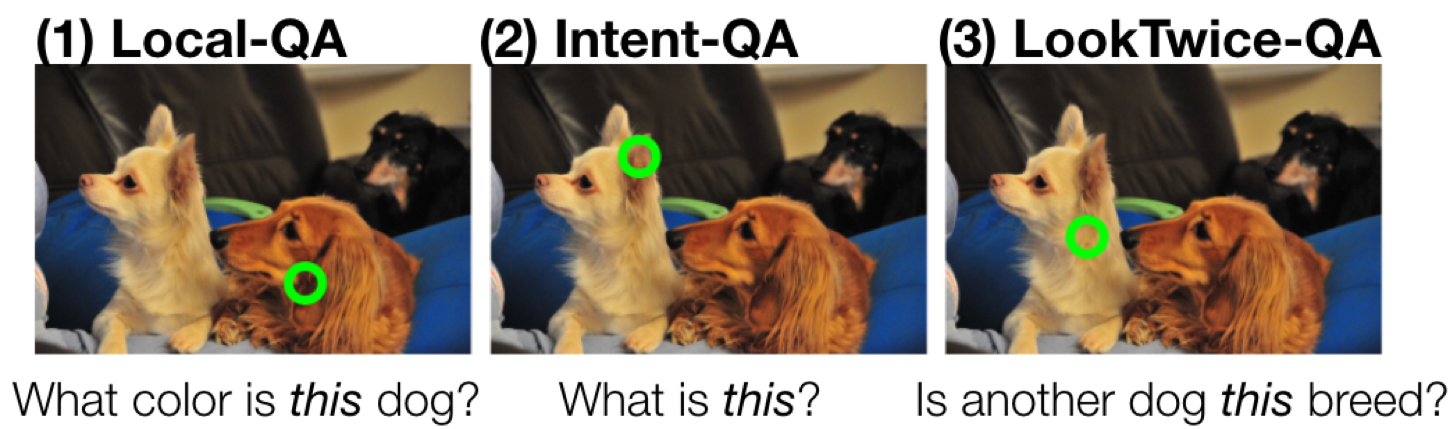 (1) Local-QA
(2) Intent-QA
(3) LookTwice-QA
What color is this dog?
What is this?
Is another dog this breed?